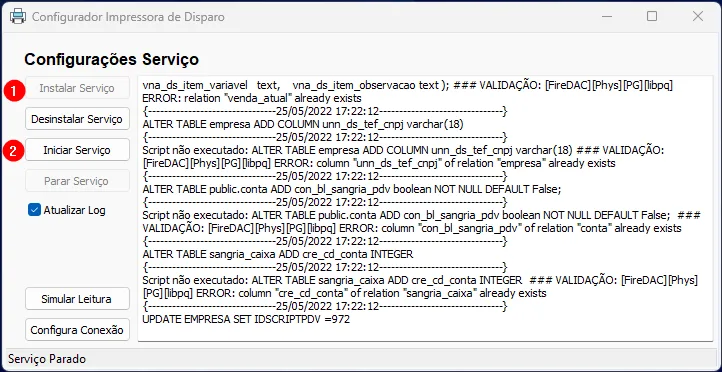 Configurador Impressora de Disparo
Configurações Serviço
1
Instalar Serviço
Desinstalar Serviço
2
Iniciar Serviço
Parar Serviço
Atualizar Log
Simular Leitura
Configura Conexão
vna_ds_item_variavel text, vna_ds_item_observacao text ); ### VALIDAÇÃO: [FireDAC][Phys][PG][libpq]
ERROR: relation "venda_atual" already exists
{--------------------------------25/05/2022 17:22:12-------------------------------}
ALTER TABLE empresa ADD COLUMN unn_ds_tef_cnpj varchar(18)
{--------------------------------25/05/2022 17:22:12-------------------------------}
Script não executado: ALTER TABLE empresa ADD COLUMN unn_ds_tef_cnpj varchar(18) ### VALIDAÇÃO:
[FireDAC][Phys][PG][libpq] ERROR: column "unn_ds_tef_cnpj" of relation "empresa" already exists
{--------------------------------25/05/2022 17:22:12-------------------------------}
ALTER TABLE public.conta ADD con_bl_sangria_pdv boolean NOT NULL DEFAULT False;
{--------------------------------25/05/2022 17:22:12-------------------------------}
Script não executado: ALTER TABLE public.conta ADD con_bl_sangria_pdv boolean NOT NULL DEFAULT False; ###
VALIDAÇÃO: [FireDAC][Phys][PG][libpq] ERROR: column "con_bl_sangria_pdv" of relation "conta" already exists
{--------------------------------25/05/2022 17:22:12-------------------------------}
ALTER TABLE sangria_caixa ADD cre_cd_conta INTEGER
{--------------------------------25/05/2022 17:22:12-------------------------------}
Script não executado: ALTER TABLE sangria_caixa ADD cre_cd_conta INTEGER ### VALIDAÇÃO: [FireDAC][Phys]
[PG][libpq] ERROR: column "cre_cd_conta" of relation "sangria_caixa" already exists
{--------------------------------25/05/2022 17:22:12-------------------------------}
UPDATE EMPRESA SET IDSCRIPTPDV =972
Serviço Parado